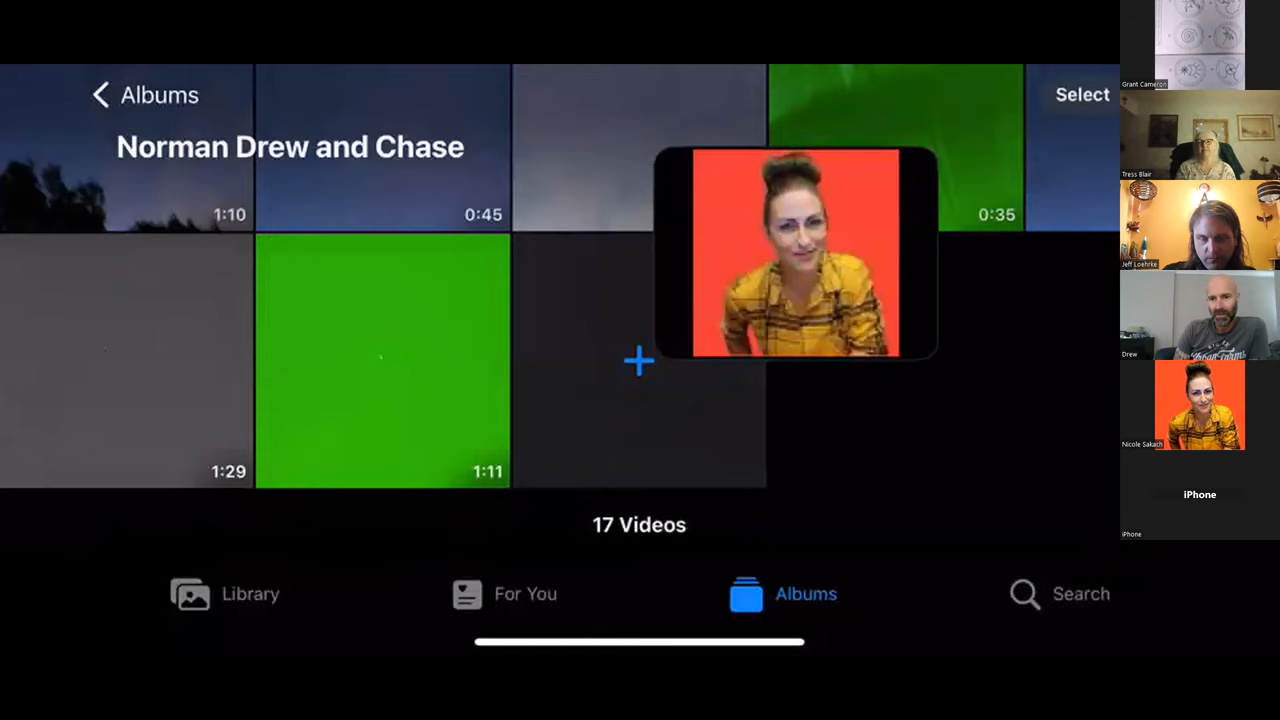 Albums
Select
Norman Drew and Chase
1:10
0:45
0:35
1:29
1:11
17 Videos
Library
For You
Albums
Search
Grant Cameron
Tress Blair
Jeff Loehrke
Drew
Nicole Sakach
iPhone
iPhone